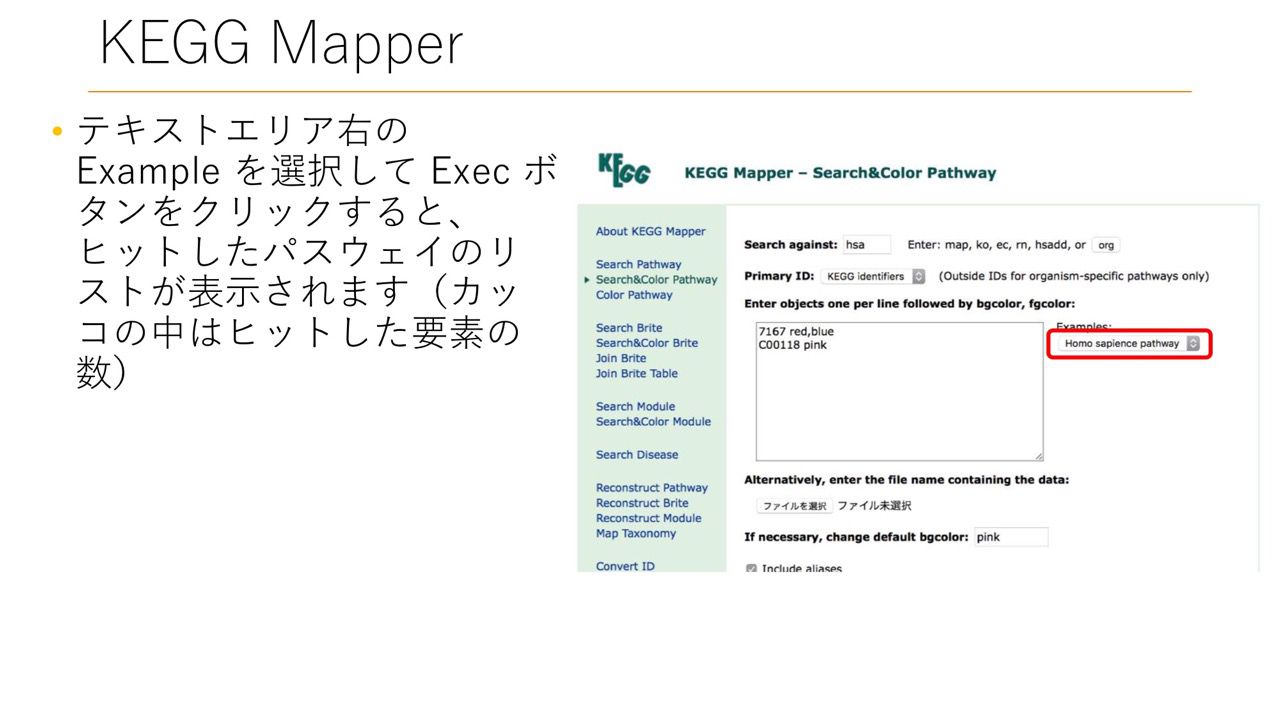 KEGG Mapper
• テキストエリア右の
Example を選択して Exec ボ
タンをクリックすると、
ヒットしたパスウェイのリ
ストが表示されます（カッ
コの中はヒットした要素の
数）
KEGG
KEGG Mapper – Search&Color Pathway
About KEGG Mapper
Search Pathway
Search&Color Pathway
Color Pathway
Search Brite
Search&Color Brite
Join Brite
Join Brite Table
Search Module
Search&Color Module
Search Disease
Reconstruct Pathway
Reconstruct Brite
Reconstruct Module
Map Taxonomy
Convert ID
Search against: hsa Enter: map, ko, ec, rn, hsadd, or org
Primary ID: KEGG identifiers (Outside IDs for organism-specific pathways only)
Enter objects one per line followed by bgcolor, fgcolor:
7167 red,blue
C00118 pink
Examples:
Homo sapience pathway
Alternatively, enter the file name containing the data:
ファイルを選択 ファイル未選択
If necessary, change default bgcolor: pink
Include aliases